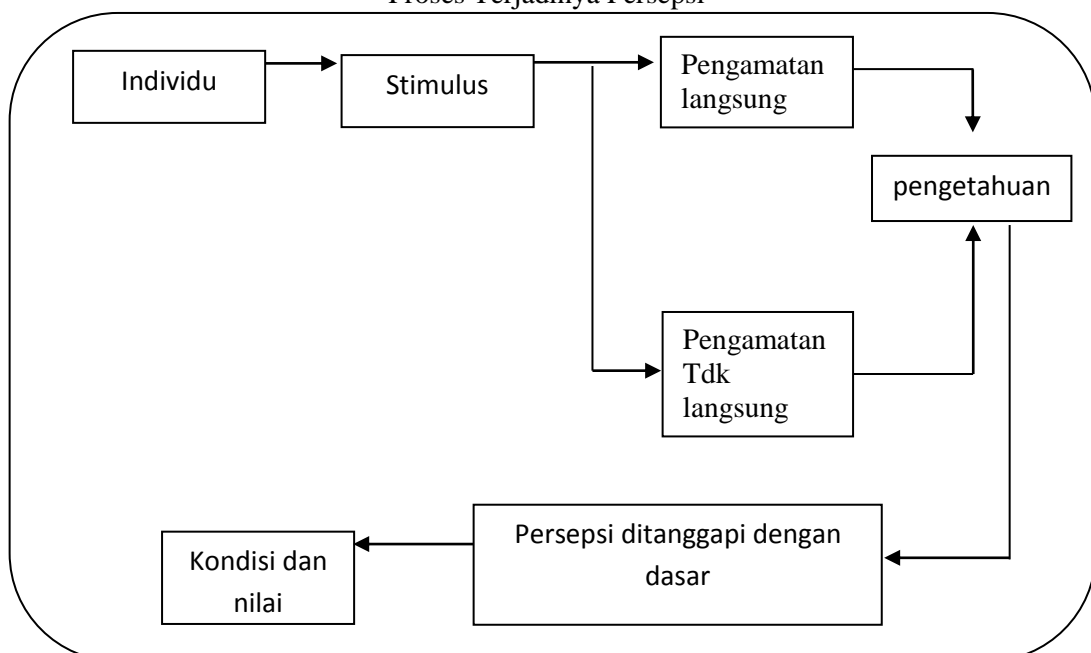 Proses Terjadinya Persepsi
Individu
Stimulus
Pengamatan
langsung
pengetahuan
Pengamatan
Tdk
langsung
Persepsi ditanggapi dengan
dasar
Kondisi dan
nilai